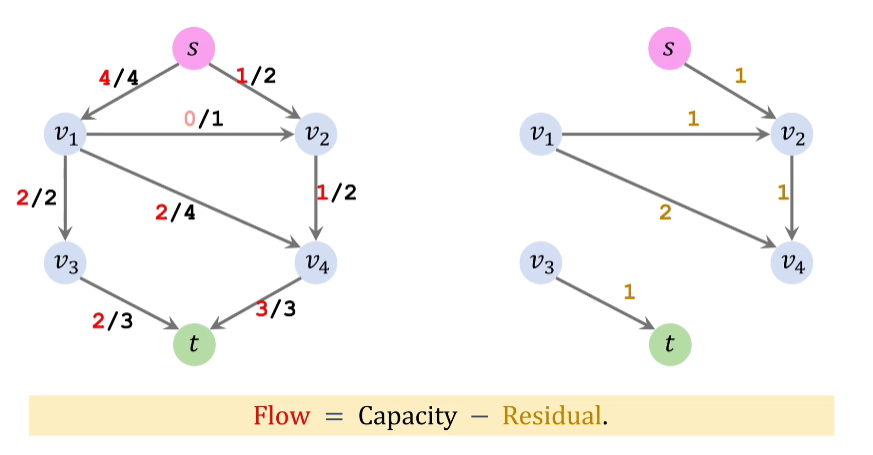 s s
4/4 1/2 1
0/1 1
v₁ v₂ v₁ v₂
2/2 2/4 1/2 2 1
v₃ v₄ v₃ v₄
2/3 3/3 1
t t
Flow = Capacity − Residual.